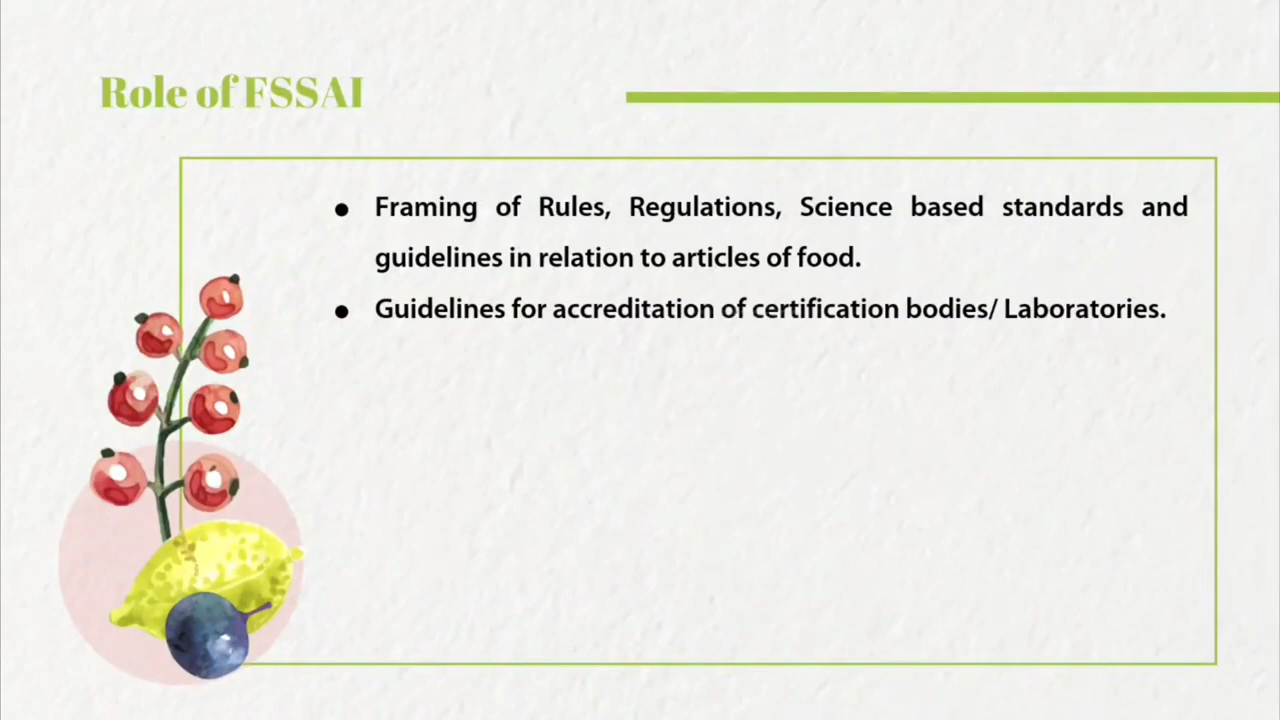 Role of FSSAI
● Framing of Rules, Regulations, Science based standards and
guidelines in relation to articles of food.
● Guidelines for accreditation of certification bodies/ Laboratories.